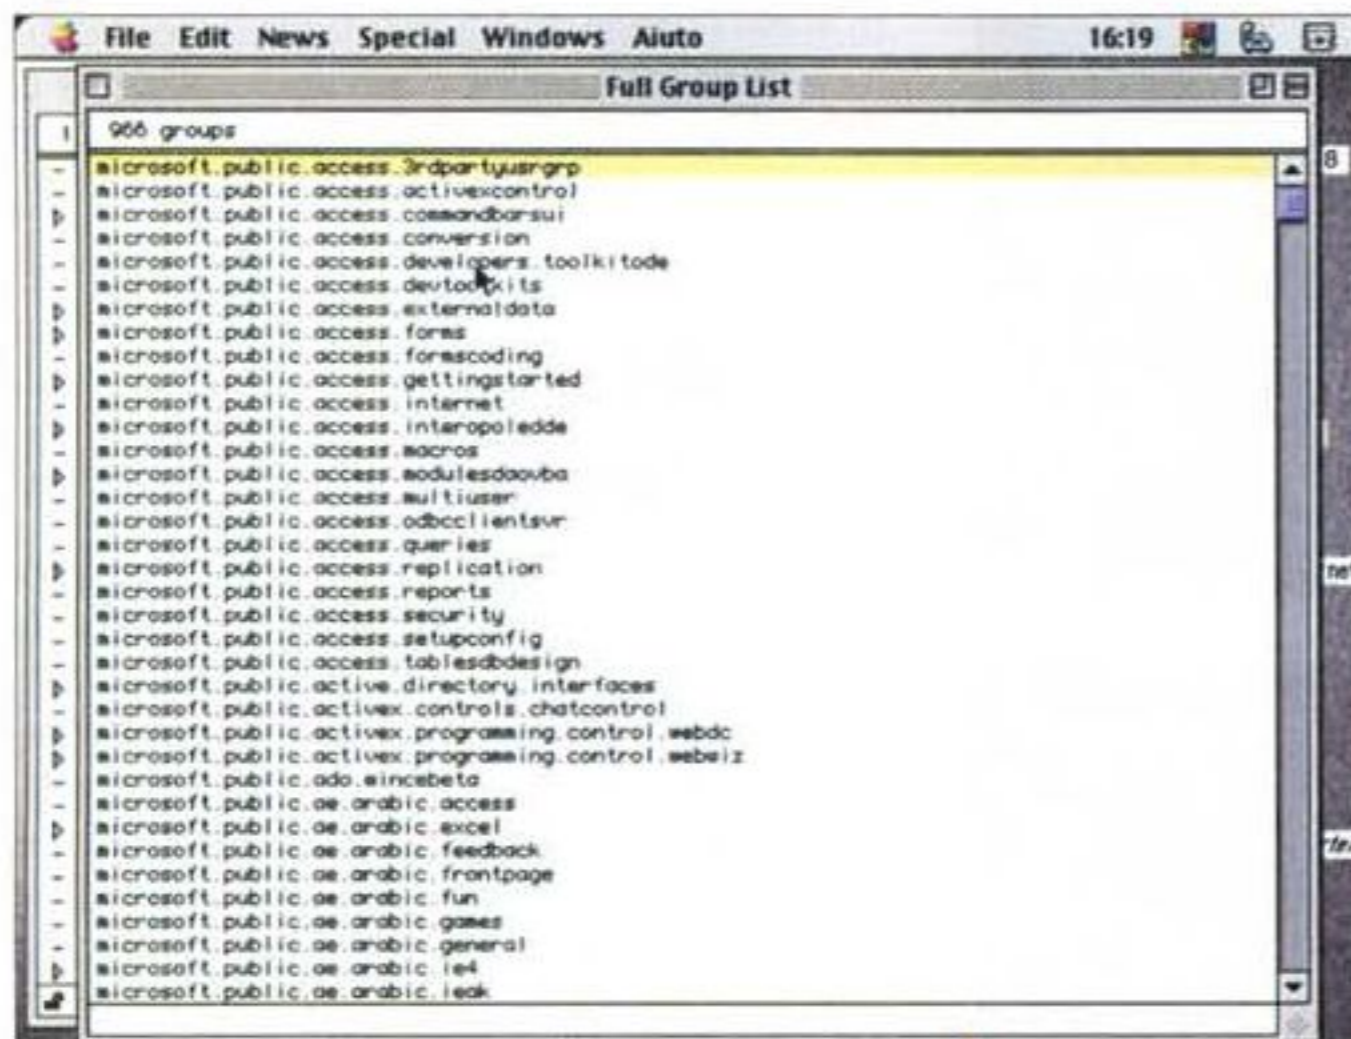 File Edit News Special Windows Aiuto 16:19
Full Group List
966 groups
microsoft.public.access.3rdpartyusrgrp
microsoft.public.access.activexcontrol
microsoft.public.access.commandbarsui
microsoft.public.access.conversion
microsoft.public.access.developers.toolkitode
microsoft.public.access.devtoolkits
microsoft.public.access.externaldata
microsoft.public.access.forms
microsoft.public.access.formscoding
microsoft.public.access.gettingstarted
microsoft.public.access.internet
microsoft.public.access.interopoledde
microsoft.public.access.macros
microsoft.public.access.modulesdaovba
microsoft.public.access.multiuser
microsoft.public.access.odbcclientsvr
microsoft.public.access.queries
microsoft.public.access.replication
microsoft.public.access.reports
microsoft.public.access.security
microsoft.public.access.setupconfig
microsoft.public.access.tablesdbdesign
microsoft.public.active.directory.interfaces
microsoft.public.activex.controls.chatcontrol
microsoft.public.activex.programming.control.webdc
microsoft.public.activex.programming.control.webwiz
microsoft.public.ado.wincebeta
microsoft.public.ae.arabic.access
microsoft.public.ae.arabic.excel
microsoft.public.ae.arabic.feedback
microsoft.public.ae.arabic.frontpage
microsoft.public.ae.arabic.fun
microsoft.public.ae.arabic.games
microsoft.public.ae.arabic.general
microsoft.public.ae.arabic.ie4
microsoft.public.ae.arabic.ieak